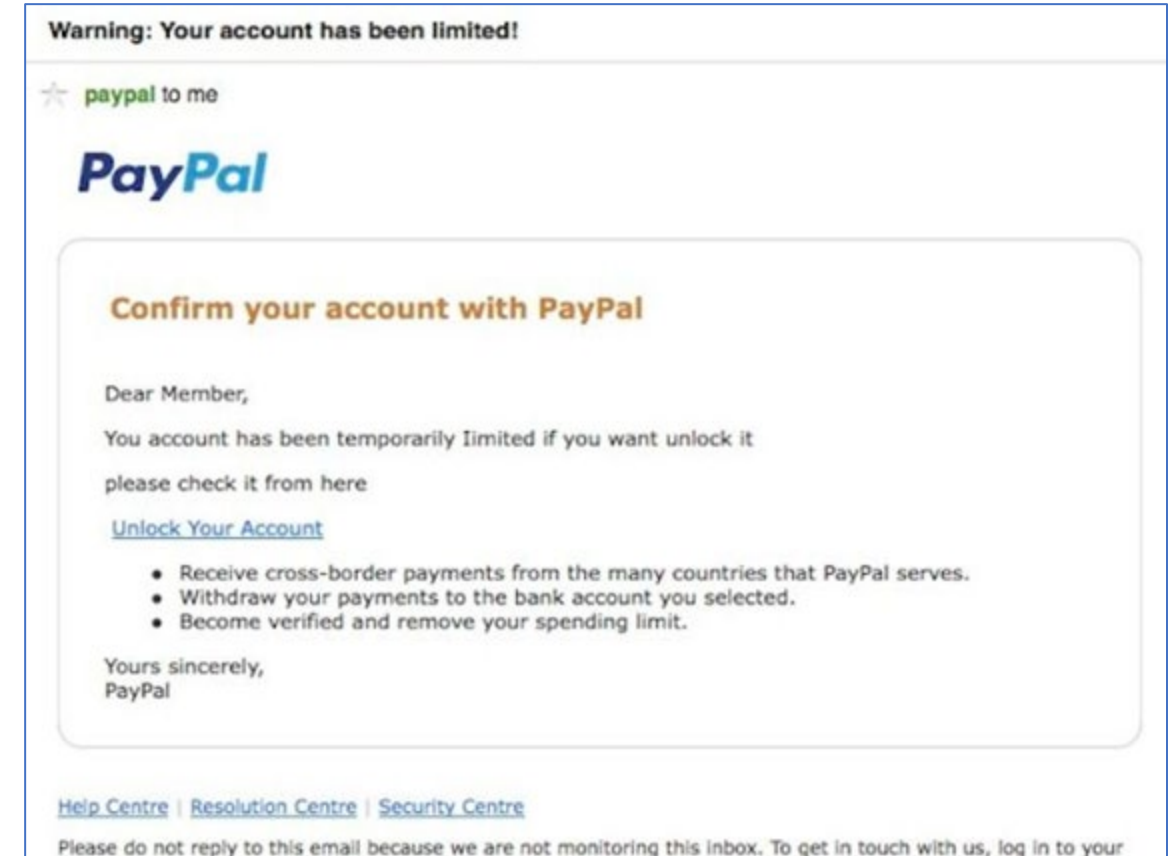 Warning: Your account has been limited!
paypal to me
PayPal
Confirm your account with PayPal
Dear Member,
You account has been temporarily Iimited if you want unlock it
please check it from here
Unlock Your Account
• Receive cross-border payments from the many countries that PayPal serves.
• Withdraw your payments to the bank account you selected.
• Become verified and remove your spending limit.
Yours sincerely,
PayPal
Help Centre | Resolution Centre | Security Centre
Please do not reply to this email because we are not monitoring this inbox. To get in touch with us, log in to your